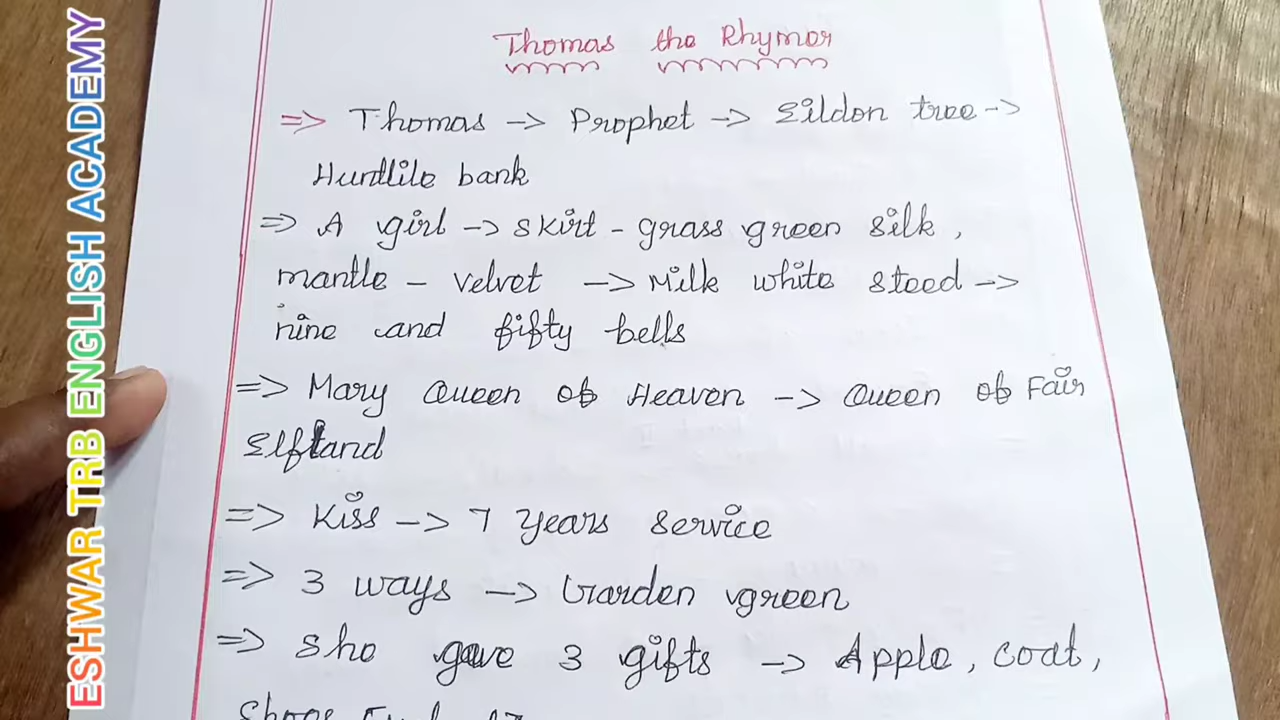 ESHWAR TRB ENGLISH ACADEMY
Thomas the Rhymer
=> Thomas -> Prophet -> Eildon tree ->
Huntlile bank
=> A girl -> skirt - grass green silk,
mantle - velvet -> Milk white steed ->
nine and fifty bells
=> Mary Queen of Heaven -> Queen of Fair
Elfland
=> Kiss -> 7 years service
=> 3 ways -> Garden green
=> She gave 3 gifts -> Apple, coat,